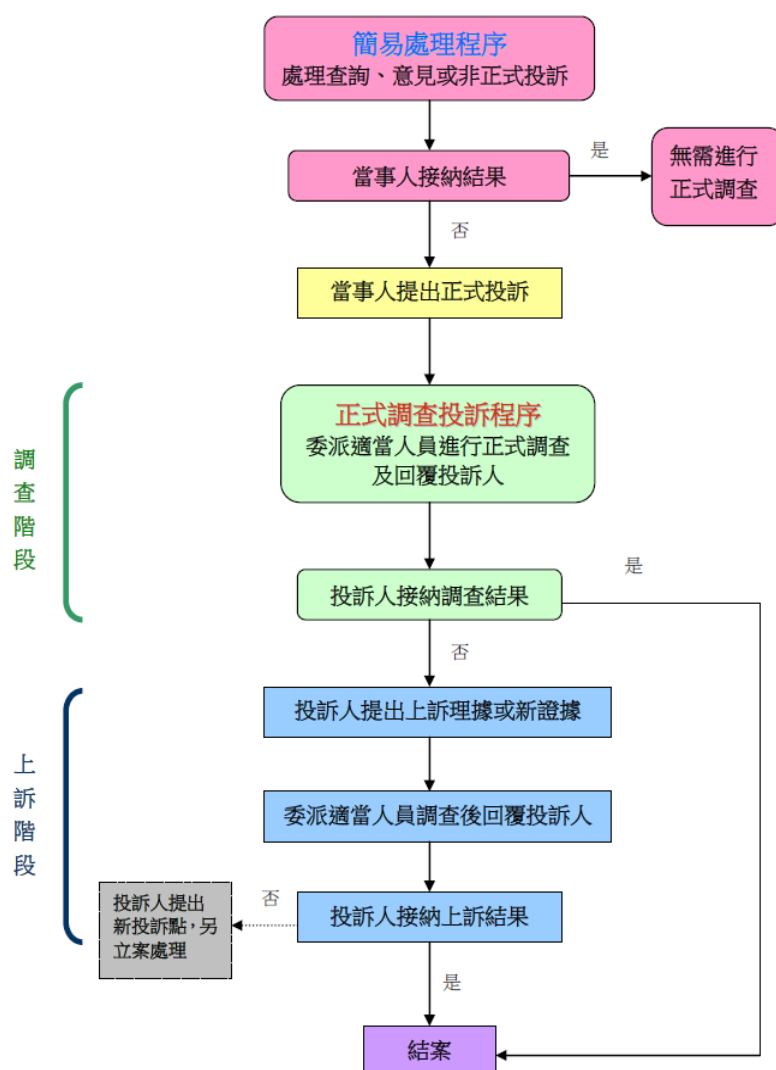 簡易處理程序
處理查詢、意見或非正式投訴
是
無需進行
正式調查
當事人接納結果
否
當事人提出正式投訴
調查階段
正式調查投訴程序
委派適當人員進行正式調查
及回覆投訴人
是
投訴人接納調查結果
否
上訴階段
投訴人提出上訴理據或新證據
委派適當人員調查後回覆投訴人
投訴人提出
新投訴點，另
立案處理
否
投訴人接納上訴結果
是
結案